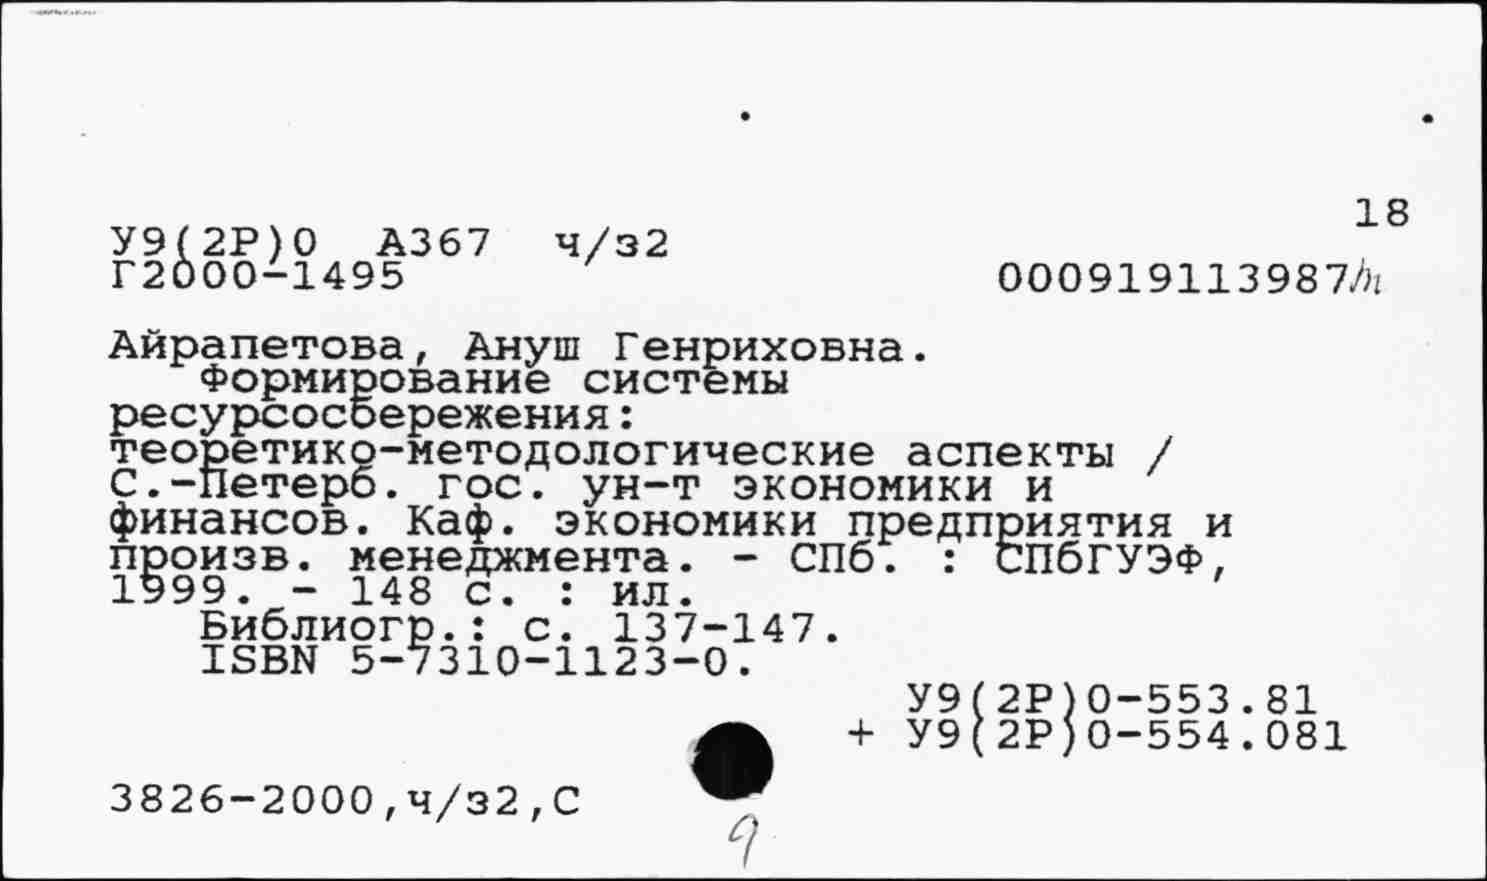 18
У9(2Р)0 А367 ч/з2
Г2000-1495 000919113987
Айрапетова, Ануш Генриховна.
Формирование системы
ресурсосбережения:
теоретико-методологические аспекты /
С.-Петерб. гос. ун-т экономики и
финансов. Каф. экономики предприятия и
произв. менеджмента. - СПб. : СПбГУЭФ,
1999. - 148 с. : ил.
Библиогр.: с. 137-147.
ISBN 5-7310-1123-0.
У9(2Р)0-553.81
+ У9(2Р)0-554.081
3826-2000,ч/з2,С
9